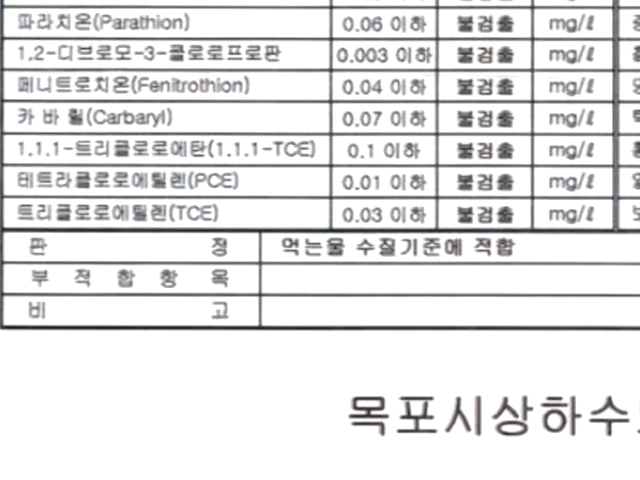 파라치온(Parathion) 0.06 이하 불검출 mg/ℓ
1,2-디브로모-3-클로로프로판 0.003 이하 불검출 mg/ℓ
페니트로치온(Fenitrothion) 0.04 이하 불검출 mg/ℓ
카 바 릴(Carbaryl) 0.07 이하 불검출 mg/ℓ
1.1.1-트리클로로에탄(1.1.1-TCE) 0.1 이하 불검출 mg/ℓ
테트라클로로에틸렌(PCE) 0.01 이하 불검출 mg/ℓ
트리클로로에틸렌(TCE) 0.03 이하 불검출 mg/ℓ
판 정 먹는물 수질기준에 적합
부 적 합 항 목
비 고
목포시상하수